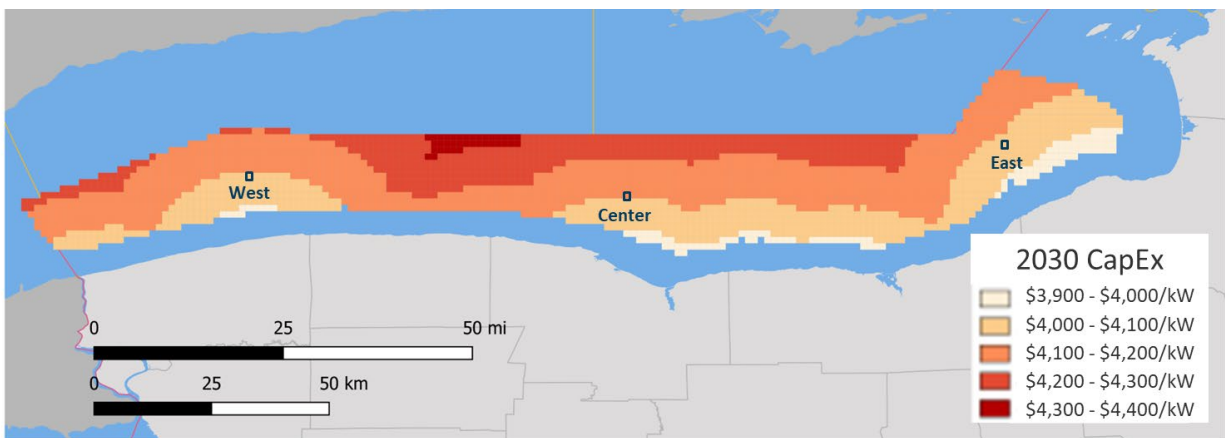 West
Center
East
2030 CapEx
$3,900 - $4,000/kW
$4,000 - $4,100/kW
$4,100 - $4,200/kW
$4,200 - $4,300/kW
$4,300 - $4,400/kW
0 25 50 mi
0 25 50 km